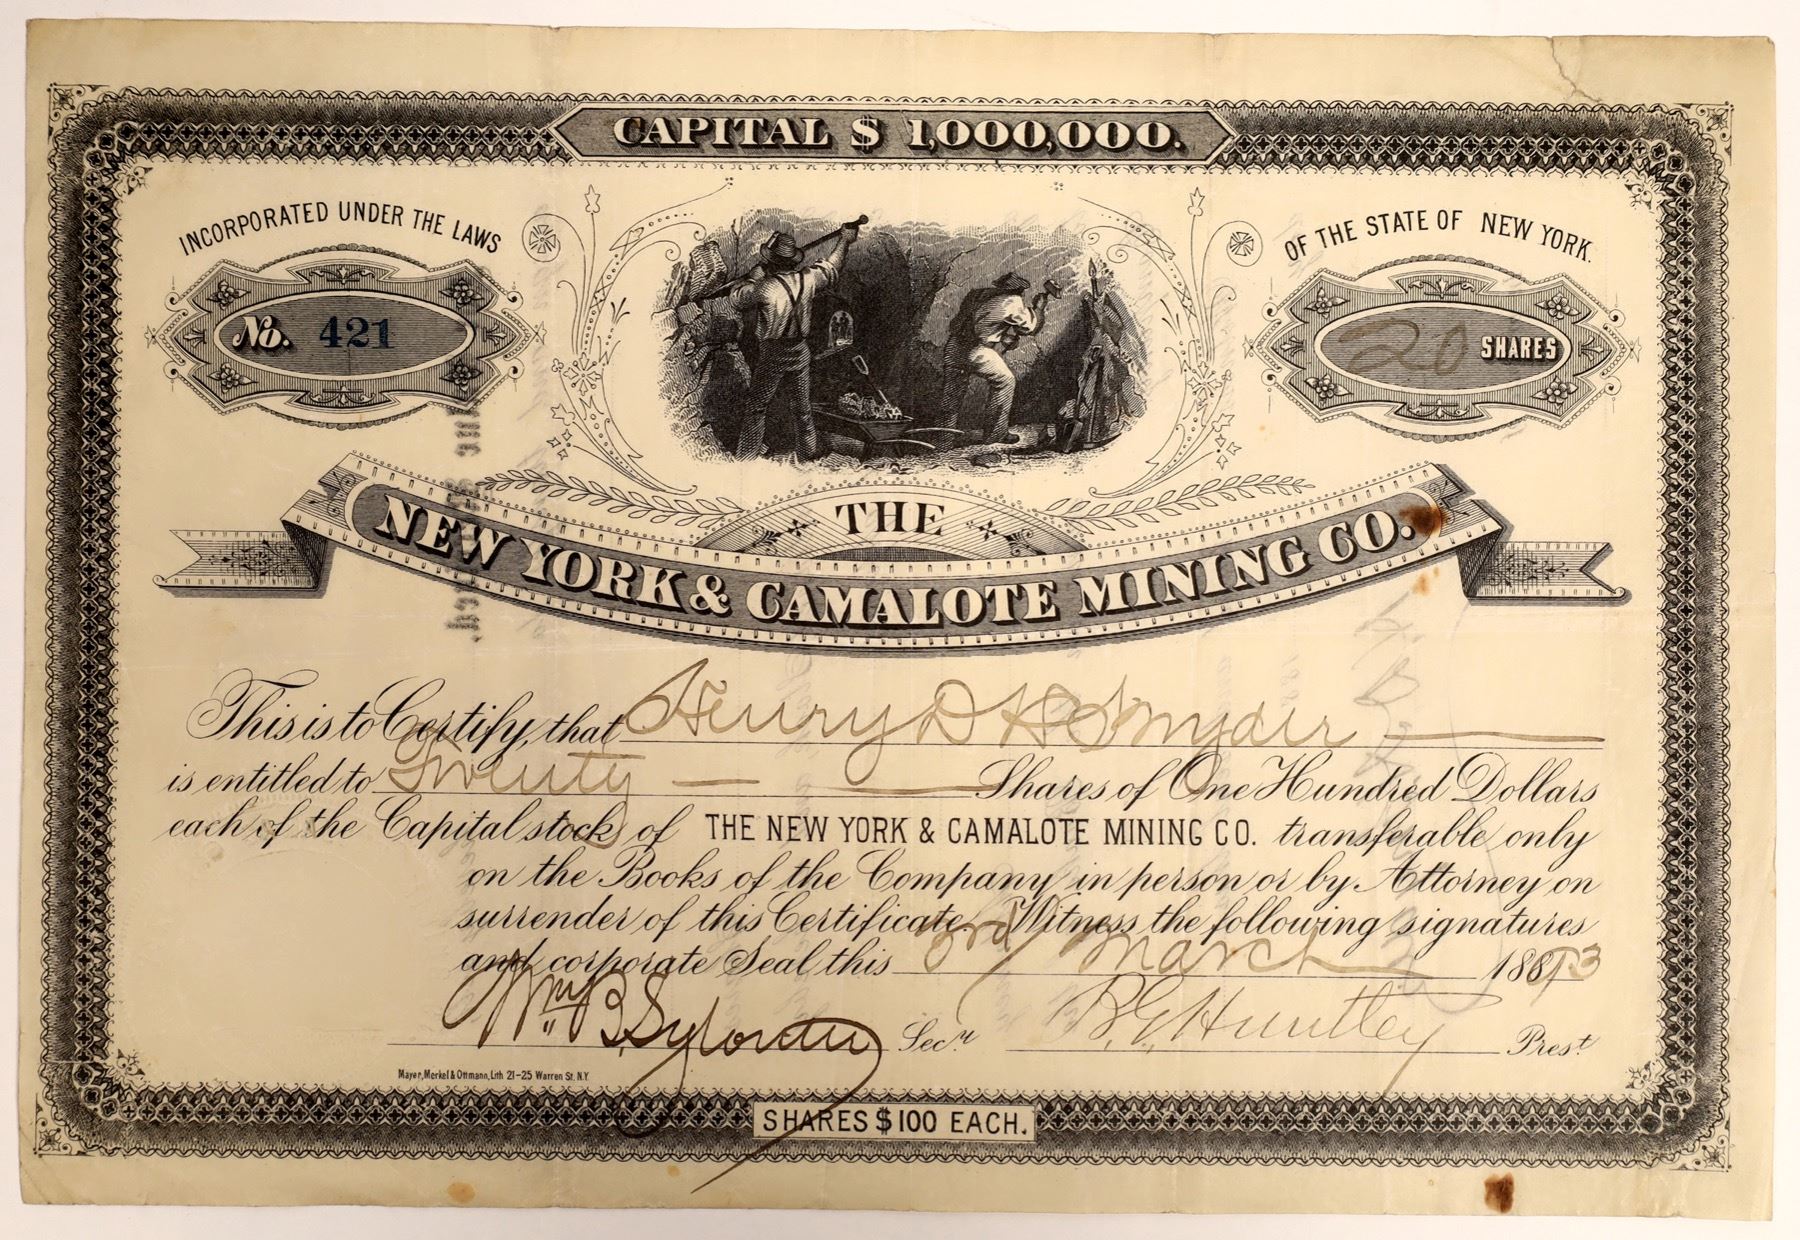 CAPITAL $ 1,000,000.
INCORPORATED UNDER THE LAWS
OF THE STATE OF NEW YORK.
No. 421
20 SHARES
THE
NEW YORK & CAMALOTE MINING CO.
This is to Certify, that Henry D H Snyder
is entitled to Twenty Shares of One Hundred Dollars
each of the Capital stock of THE NEW YORK & CAMALOTE MINING CO. transferable only
on the Books of the Company in person or by Attorney on
surrender of this Certificate. Witness the following signatures
and corporate Seal this 3rd March 1883
Wm B. Secy. B. G. Huntley Prest
Mayer, Merkel & Ottmann, Lith 21-25 Warren St. N.Y.
SHARES $100 EACH.